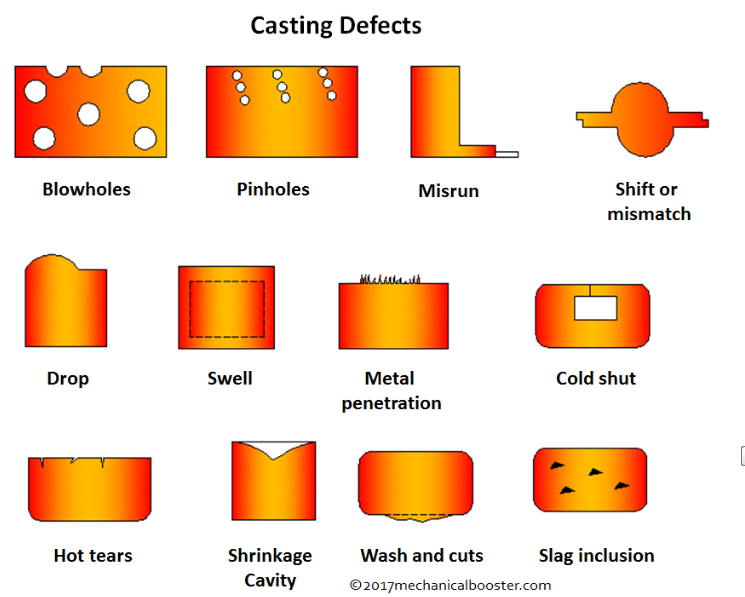 Casting Defects
Blowholes
Pinholes
Misrun
Shift or
mismatch
Drop
Swell
Metal
penetration
Cold shut
Hot tears
Shrinkage
Cavity
Wash and cuts
Slag inclusion
©2017mechanicalbooster.com